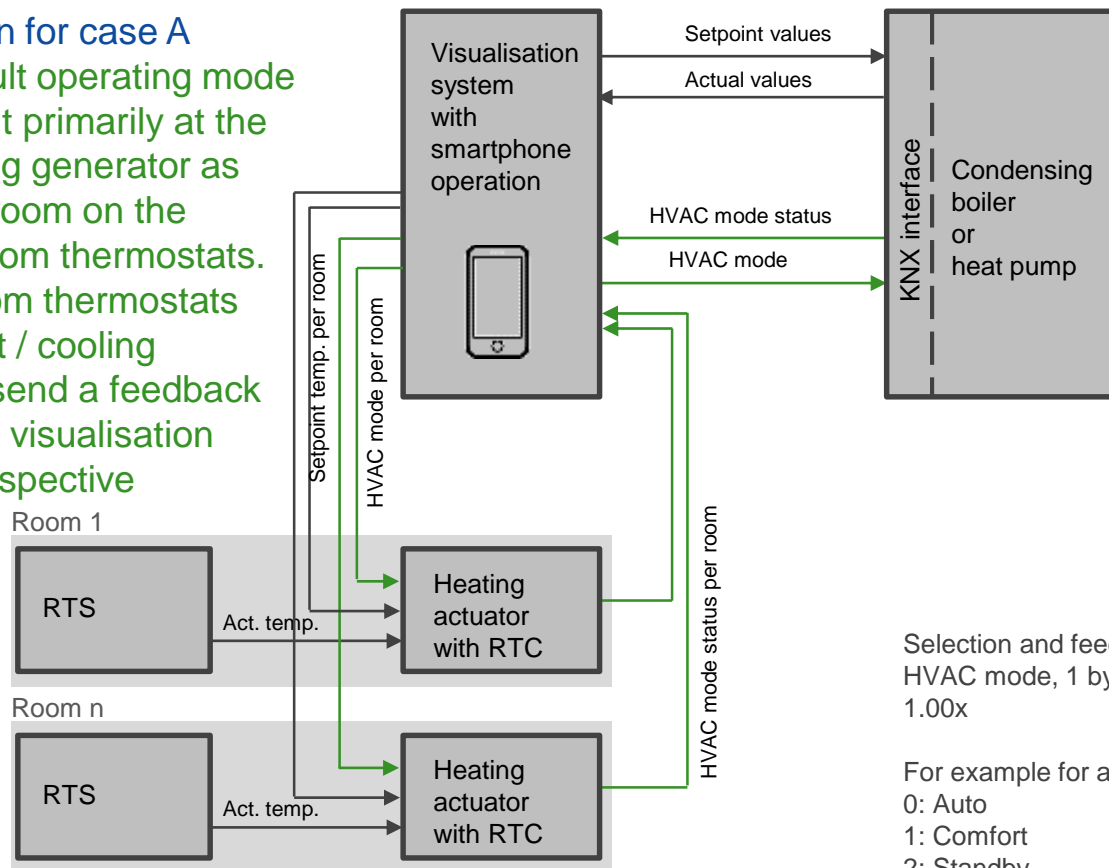 n for case A
ult operating mode
t primarily at the
g generator as
oom on the
om thermostats.
om thermostats
t / cooling
send a feedback
visualisation
spective
Visualisation
system
with
smartphone
operation
Setpoint values
Actual values
HVAC mode status
HVAC mode
KNX interface
Condensing
boiler
or
heat pump
Setpoint temp. per room
HVAC mode per room
HVAC mode status per room
Room 1
RTS
Act. temp.
Heating
actuator
with RTC
Room n
RTS
Act. temp.
Heating
actuator
with RTC
Selection and fee
HVAC mode, 1 by
1.00x
For example for a
0: Auto
1: Comfort
2: Standby